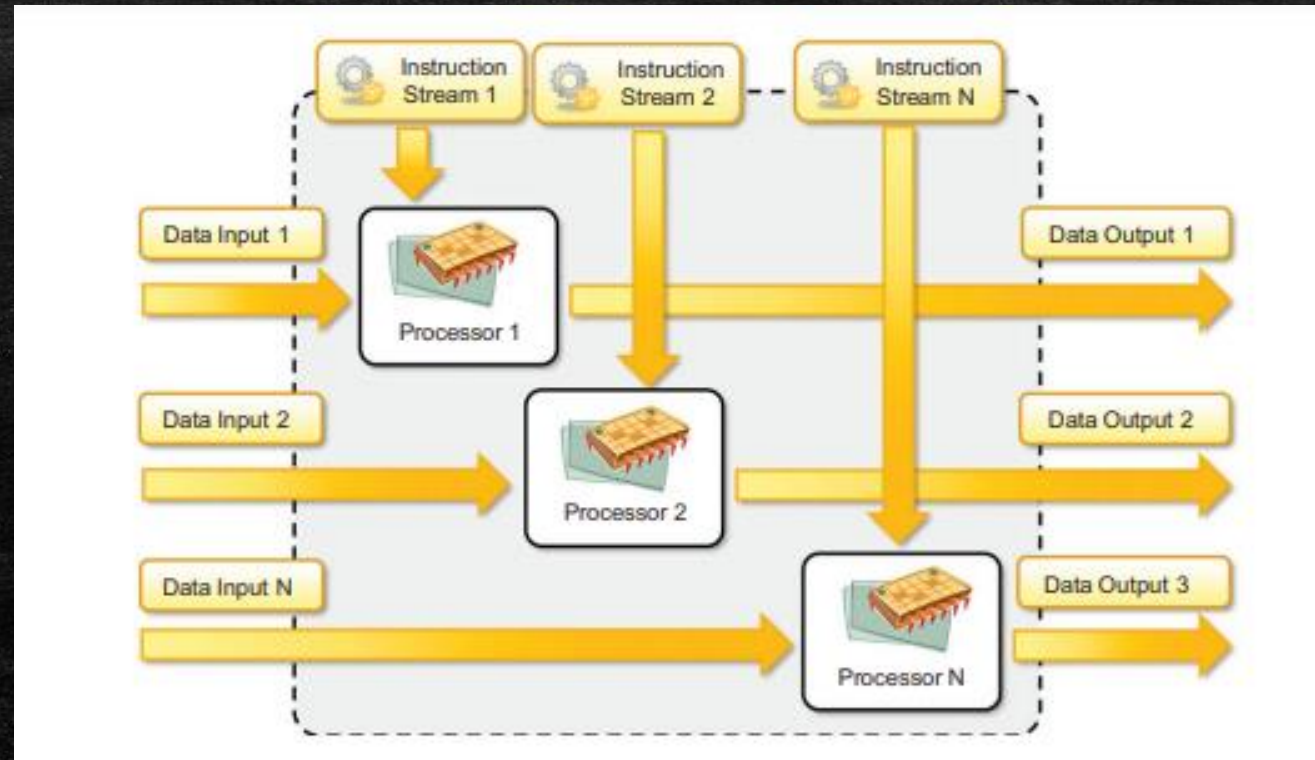 Instruction
Stream 1
Instruction
Stream 2
Instruction
Stream N
Data Input 1
Processor 1
Data Output 1
Data Input 2
Processor 2
Data Output 2
Data Input N
Processor N
Data Output 3